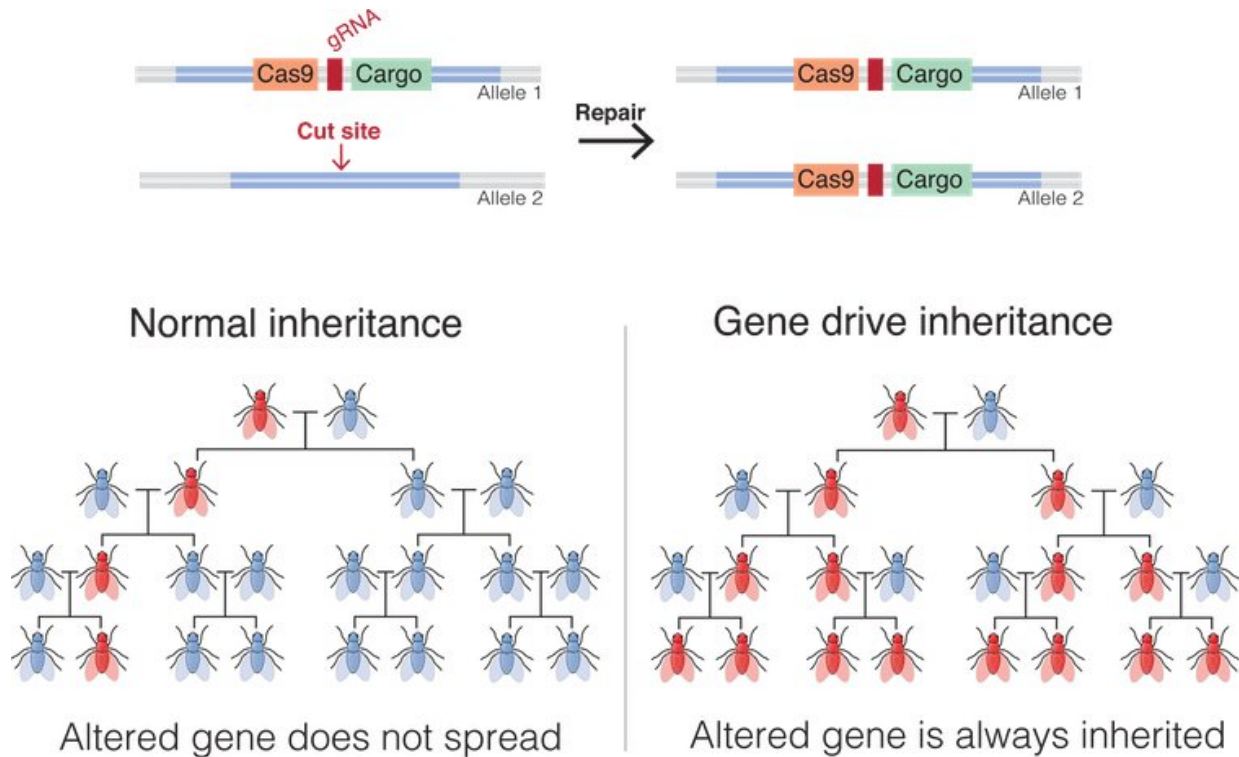 gRNA
Cas9 Cargo
Allele 1
Cut site
Allele 2
Repair
Cas9 Cargo
Allele 1
Cas9 Cargo
Allele 2
Normal inheritance
Gene drive inheritance
Altered gene does not spread
Altered gene is always inherited